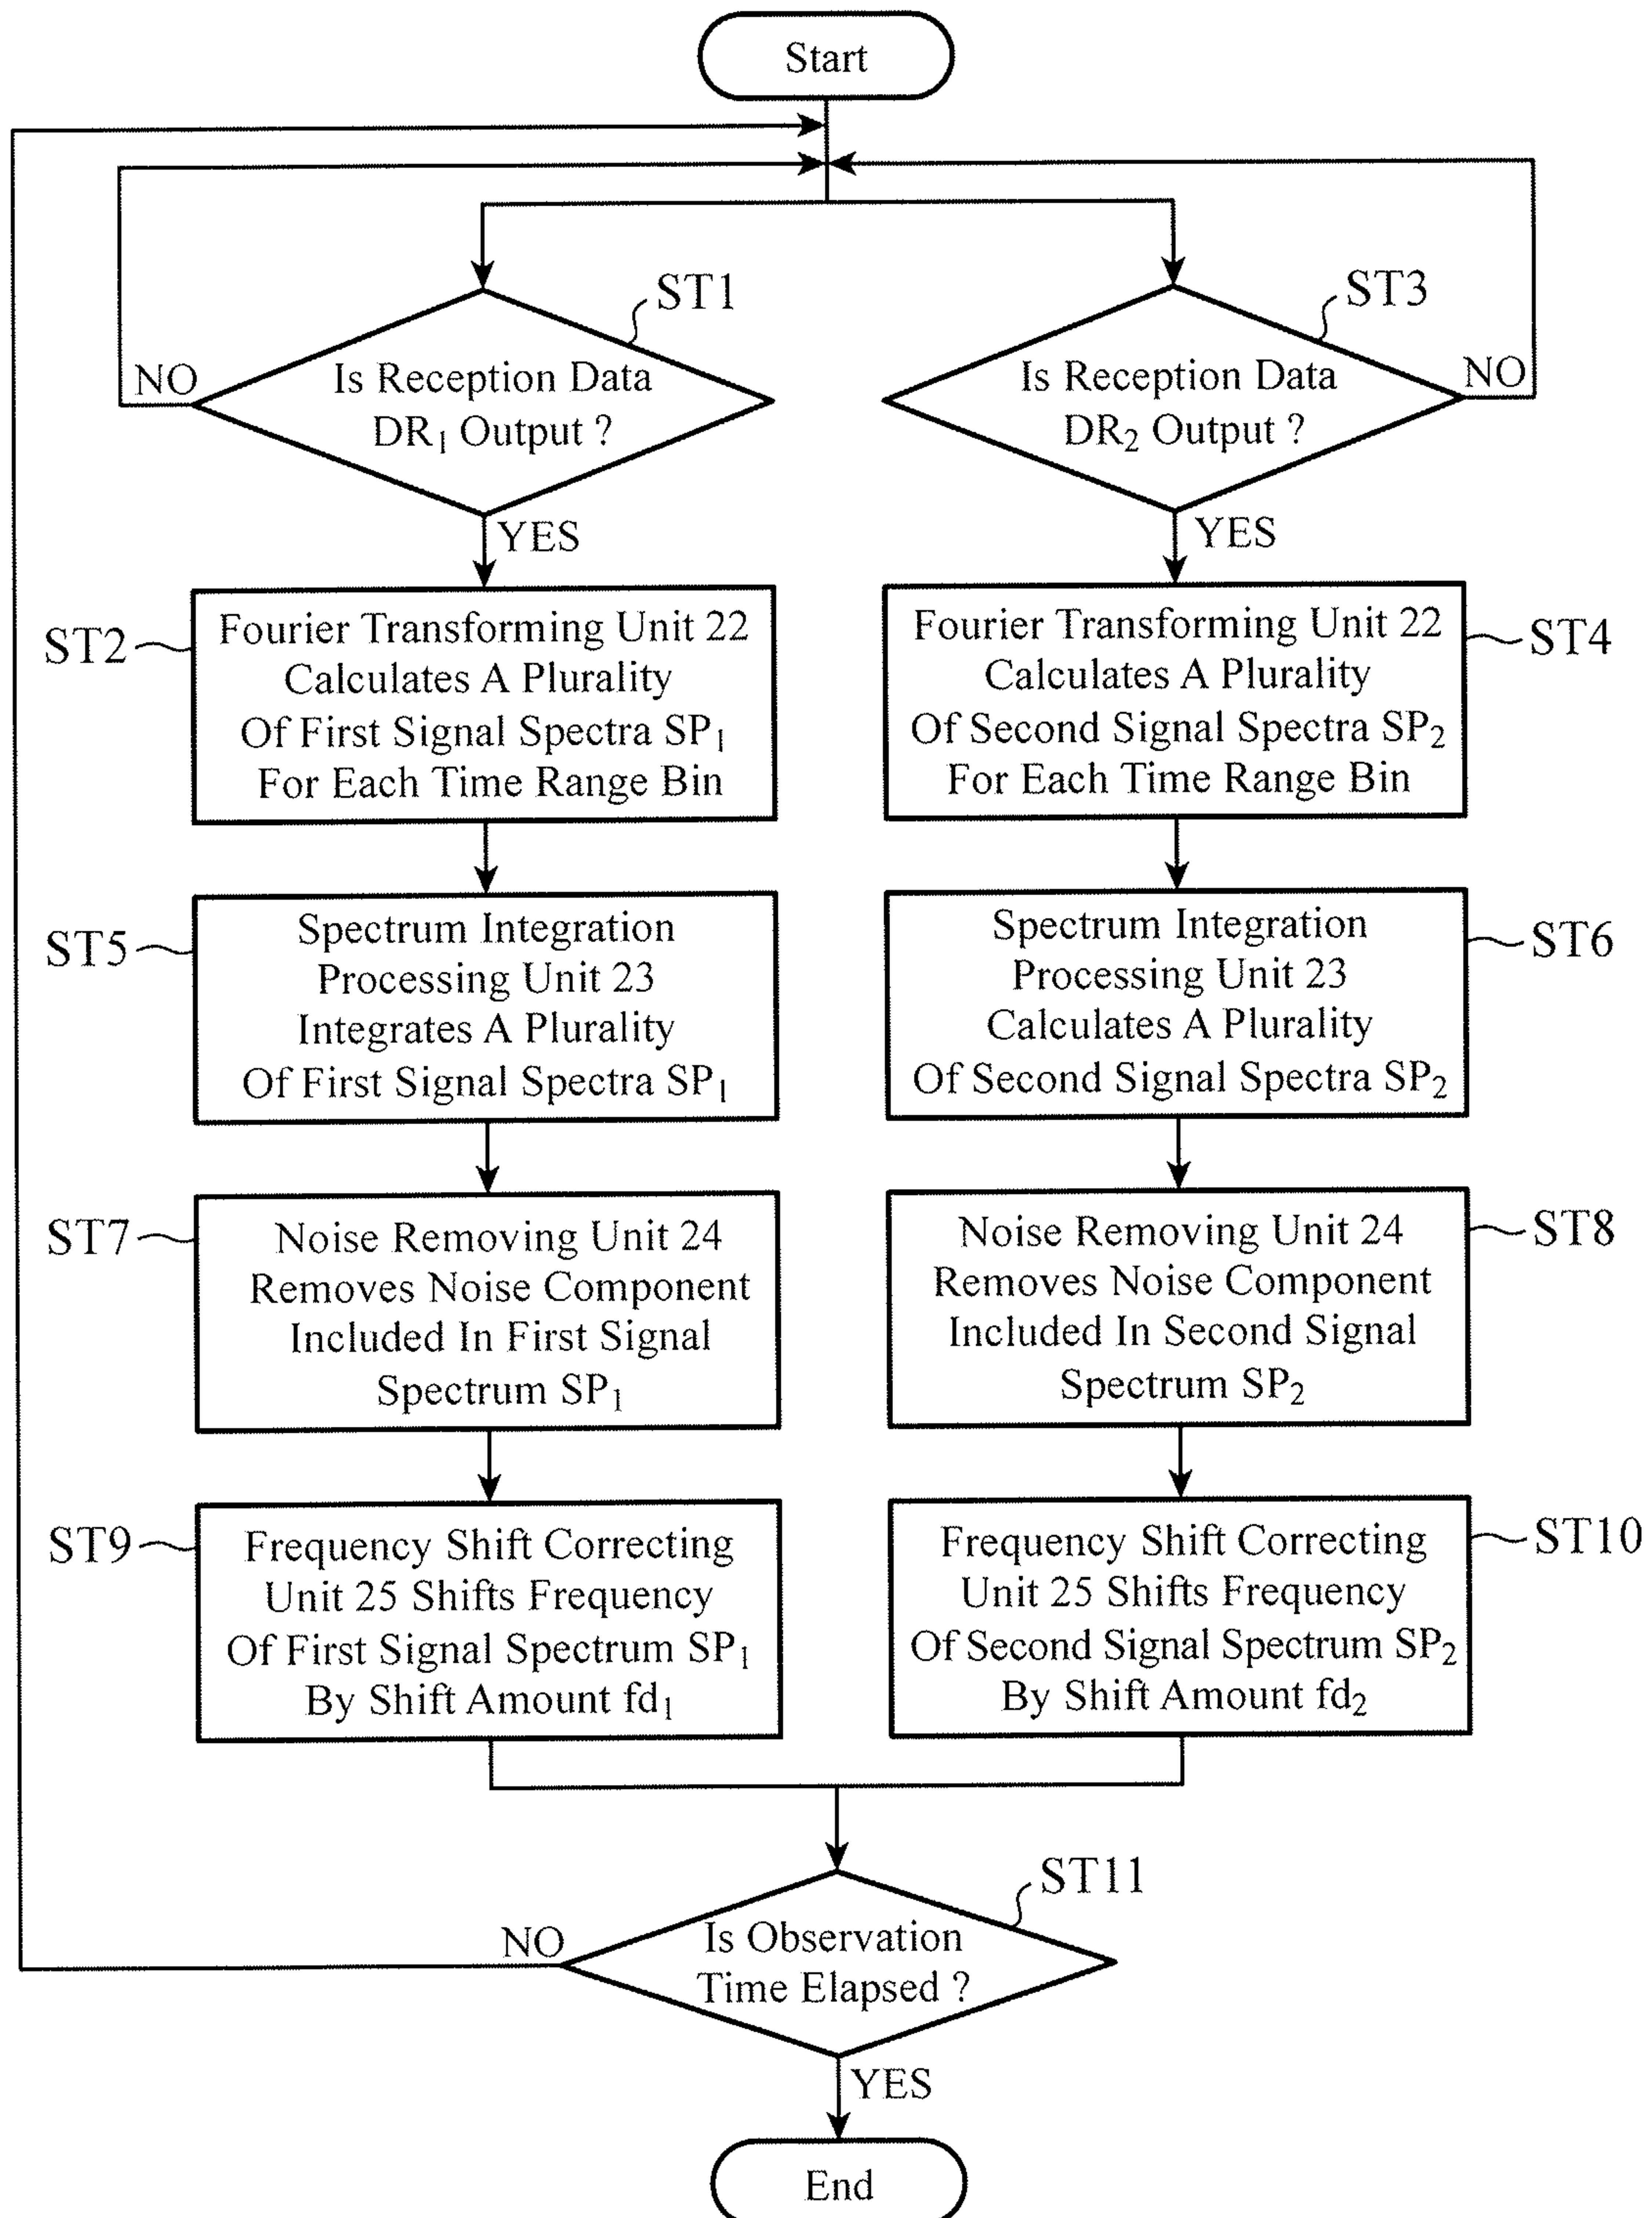 Start
ST1
NO
Is Reception Data
DR₁ Output ?
YES
ST3
NO
Is Reception Data
DR₂ Output ?
YES
ST2
Fourier Transforming Unit 22
Calculates A Plurality
Of First Signal Spectra SP₁
For Each Time Range Bin
ST4
Fourier Transforming Unit 22
Calculates A Plurality
Of Second Signal Spectra SP₂
For Each Time Range Bin
ST5
Spectrum Integration
Processing Unit 23
Integrates A Plurality
Of First Signal Spectra SP₁
ST6
Spectrum Integration
Processing Unit 23
Calculates A Plurality
Of Second Signal Spectra SP₂
ST7
Noise Removing Unit 24
Removes Noise Component
Included In First Signal
Spectrum SP₁
ST8
Noise Removing Unit 24
Removes Noise Component
Included In Second Signal
Spectrum SP₂
ST9
Frequency Shift Correcting
Unit 25 Shifts Frequency
Of First Signal Spectrum SP₁
By Shift Amount fd₁
ST10
Frequency Shift Correcting
Unit 25 Shifts Frequency
Of Second Signal Spectrum SP₂
By Shift Amount fd₂
ST11
NO
Is Observation
Time Elapsed ?
YES
End